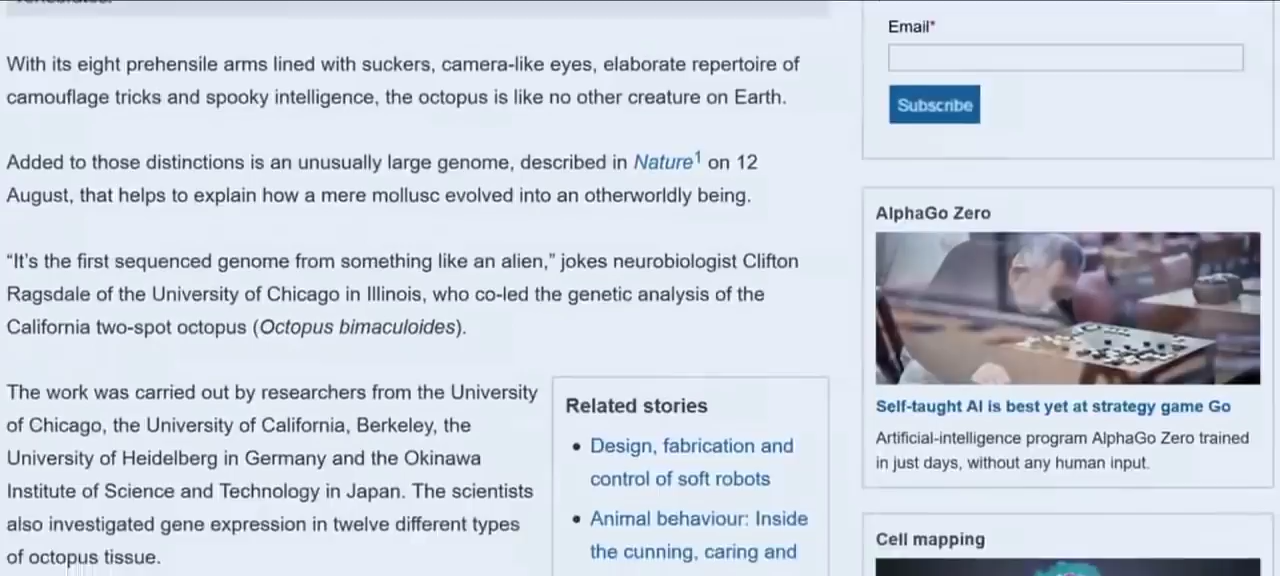 With its eight prehensile arms lined with suckers, camera-like eyes, elaborate repertoire of
camouflage tricks and spooky intelligence, the octopus is like no other creature on Earth.
Added to those distinctions is an unusually large genome, described in Nature¹ on 12
August, that helps to explain how a mere mollusc evolved into an otherworldly being.
“It’s the first sequenced genome from something like an alien,” jokes neurobiologist Clifton
Ragsdale of the University of Chicago in Illinois, who co-led the genetic analysis of the
California two-spot octopus (Octopus bimaculoides).
The work was carried out by researchers from the University
of Chicago, the University of California, Berkeley, the
University of Heidelberg in Germany and the Okinawa
Institute of Science and Technology in Japan. The scientists
also investigated gene expression in twelve different types
of octopus tissue.
Related stories
• Design, fabrication and
control of soft robots
• Animal behaviour: Inside
the cunning, caring and
Email*
Subscribe
AlphaGo Zero
Self-taught AI is best yet at strategy game Go
Artificial-intelligence program AlphaGo Zero trained
in just days, without any human input.
Cell mapping